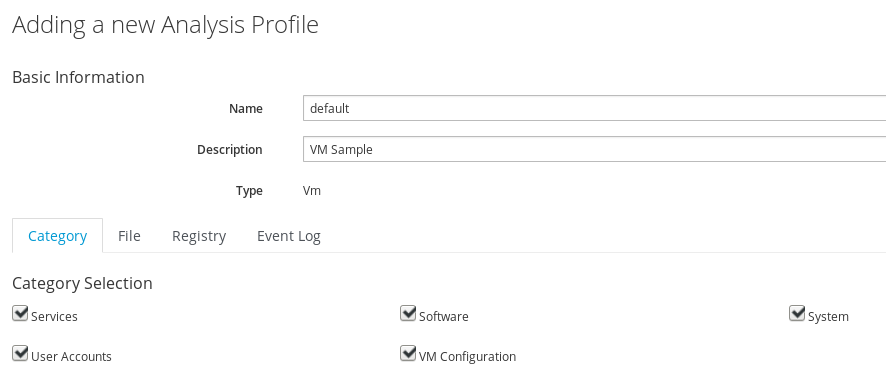 Adding a new Analysis Profile
Basic Information
Name default
Description VM Sample
Type Vm
Category File Registry Event Log
Category Selection
Services Software System
User Accounts VM Configuration